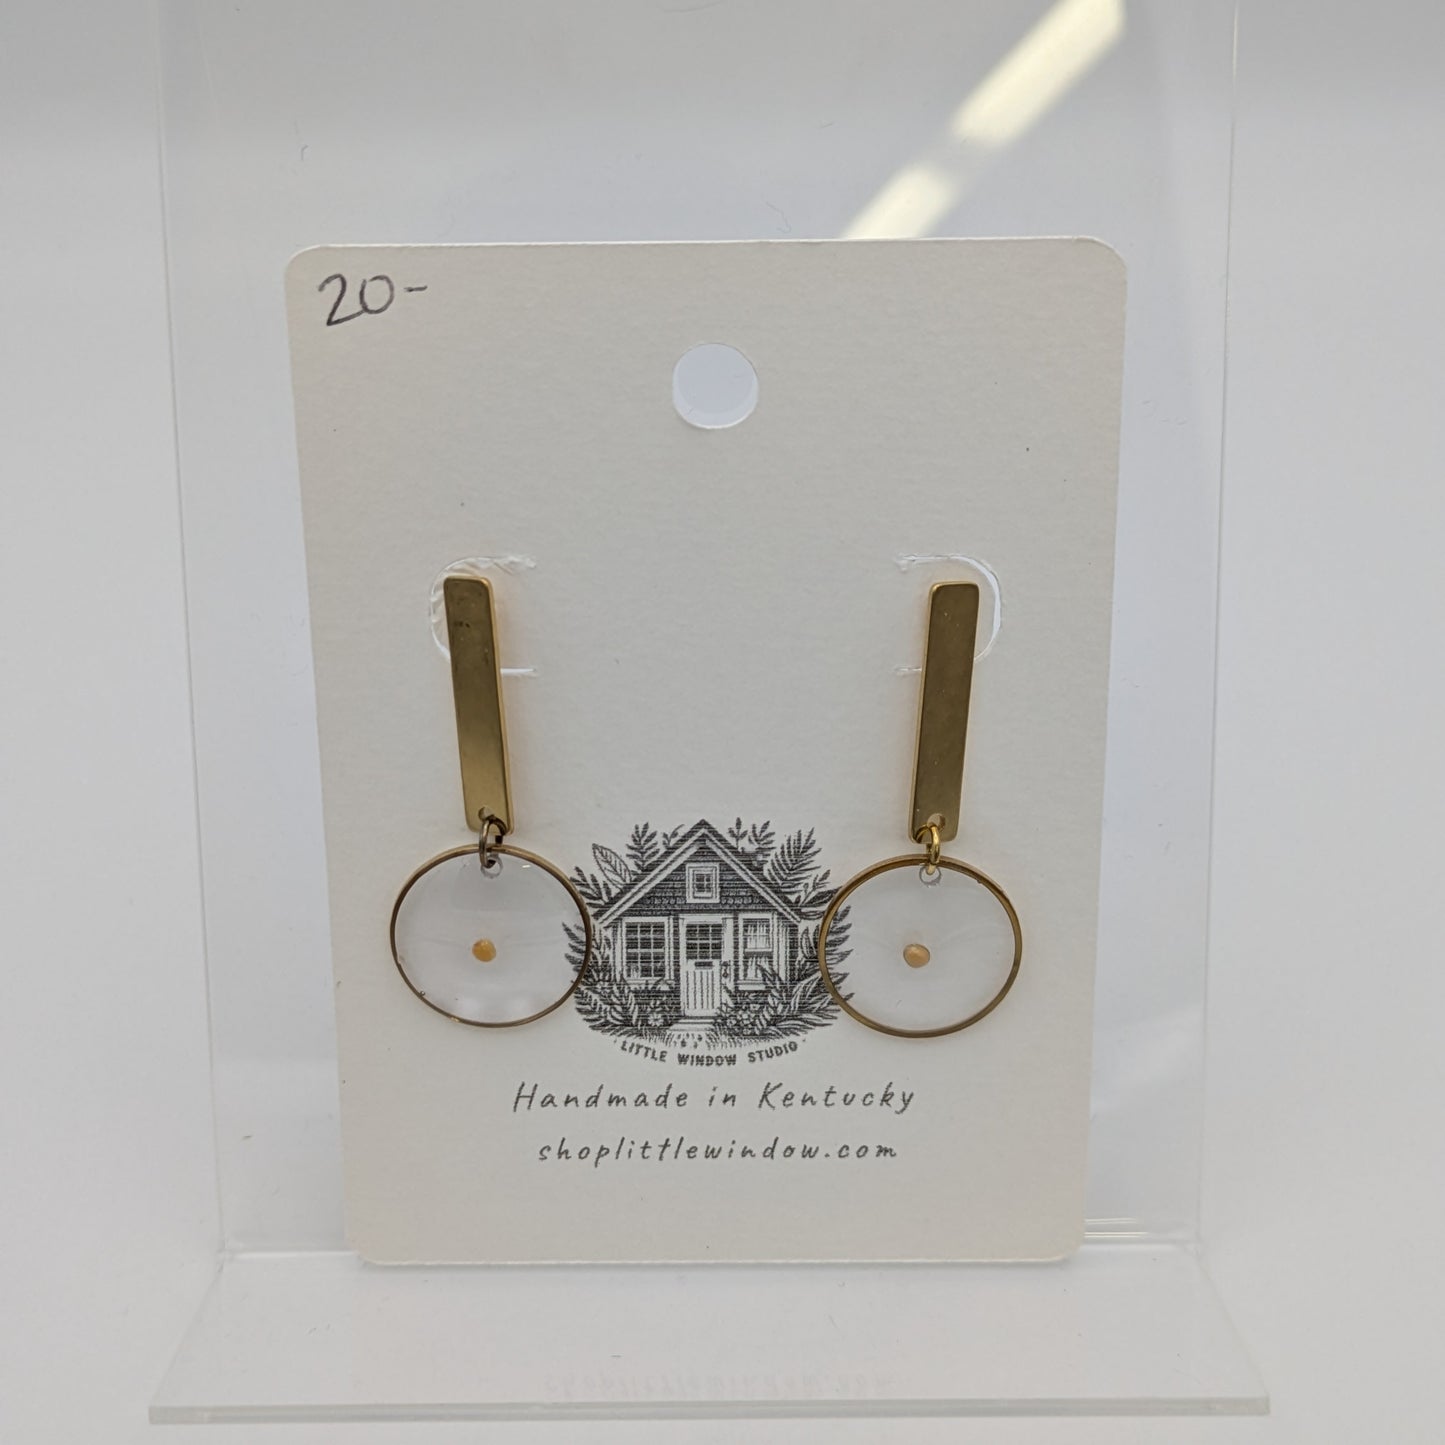 20-
LITTLE WINDOW STUDIO
Handmade in Kentucky
shoplittlewindow.com